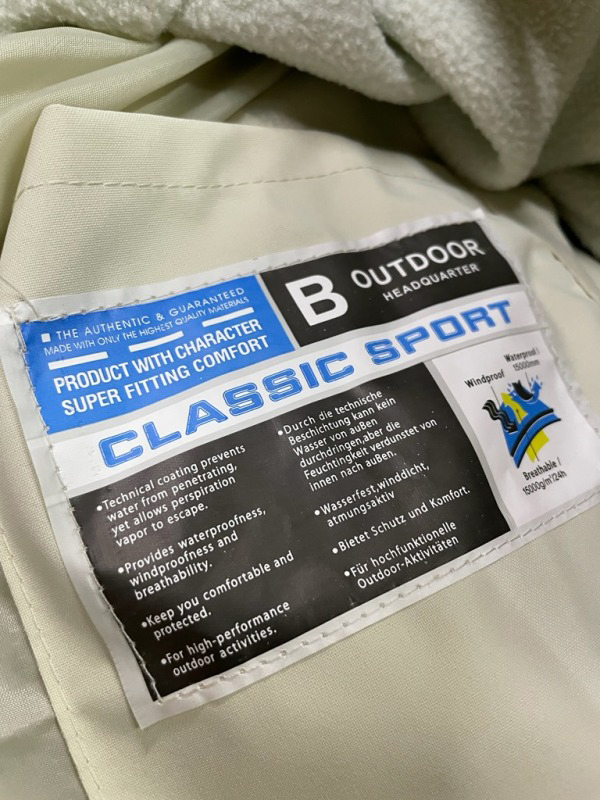 THE AUTHENTIC & GUARANTEED
MADE WITH ONLY THE HIGHEST QUALITY MATERIALS
PRODUCT WITH CHARACTER
SUPER FITTING COMFORT
B OUTDOOR
HEADQUARTER
CLASSIC SPORT
•Technical coating prevents
water from penetrating,
yet allows perspiration
vapor to escape.
•Provides waterproofness,
windproofness and
breathability.
•Keep you comfortable and
protected.
•For high-performance
outdoor activities.
•Durch die technische
Beschichtung kann kein
Wasser von außen
durchdringen,aber die
Feuchtigkeit verdunstet von
innen nach außen.
•Wasserfest,winddicht,
atmungsaktiv
•Bietet Schutz und Komfort.
•Für hochfunktionelle
Outdoor-Aktivitäten
Waterproof/
15000mm
Windproof
Breathable /
15000g/m²/24h